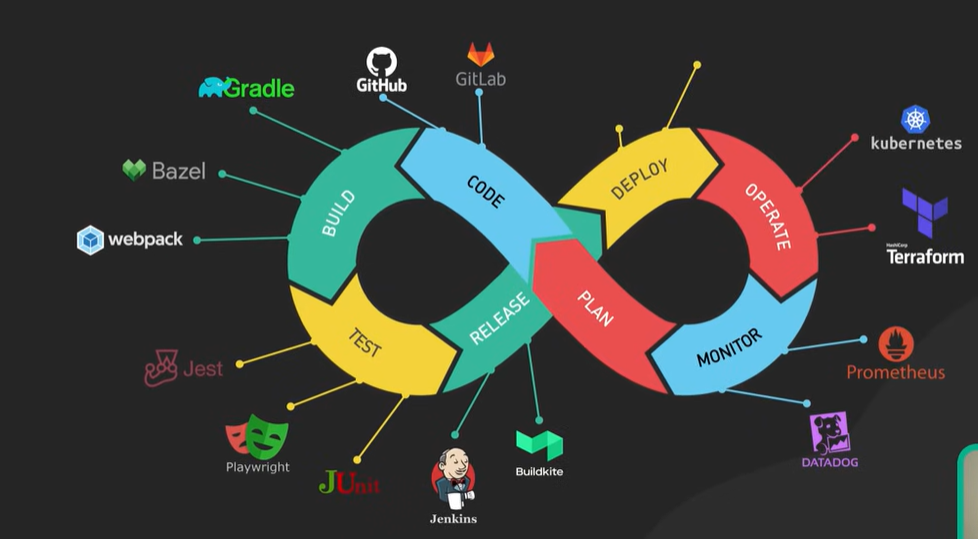 GitHub
GitLab
Gradle
Bazel
webpack
BUILD
CODE
DEPLOY
OPERATE
kubernetes
HashiCorp
Terraform
TEST
RELEASE
PLAN
MONITOR
Jest
Playwright
JUnit
Jenkins
Buildkite
Prometheus
DATADOG